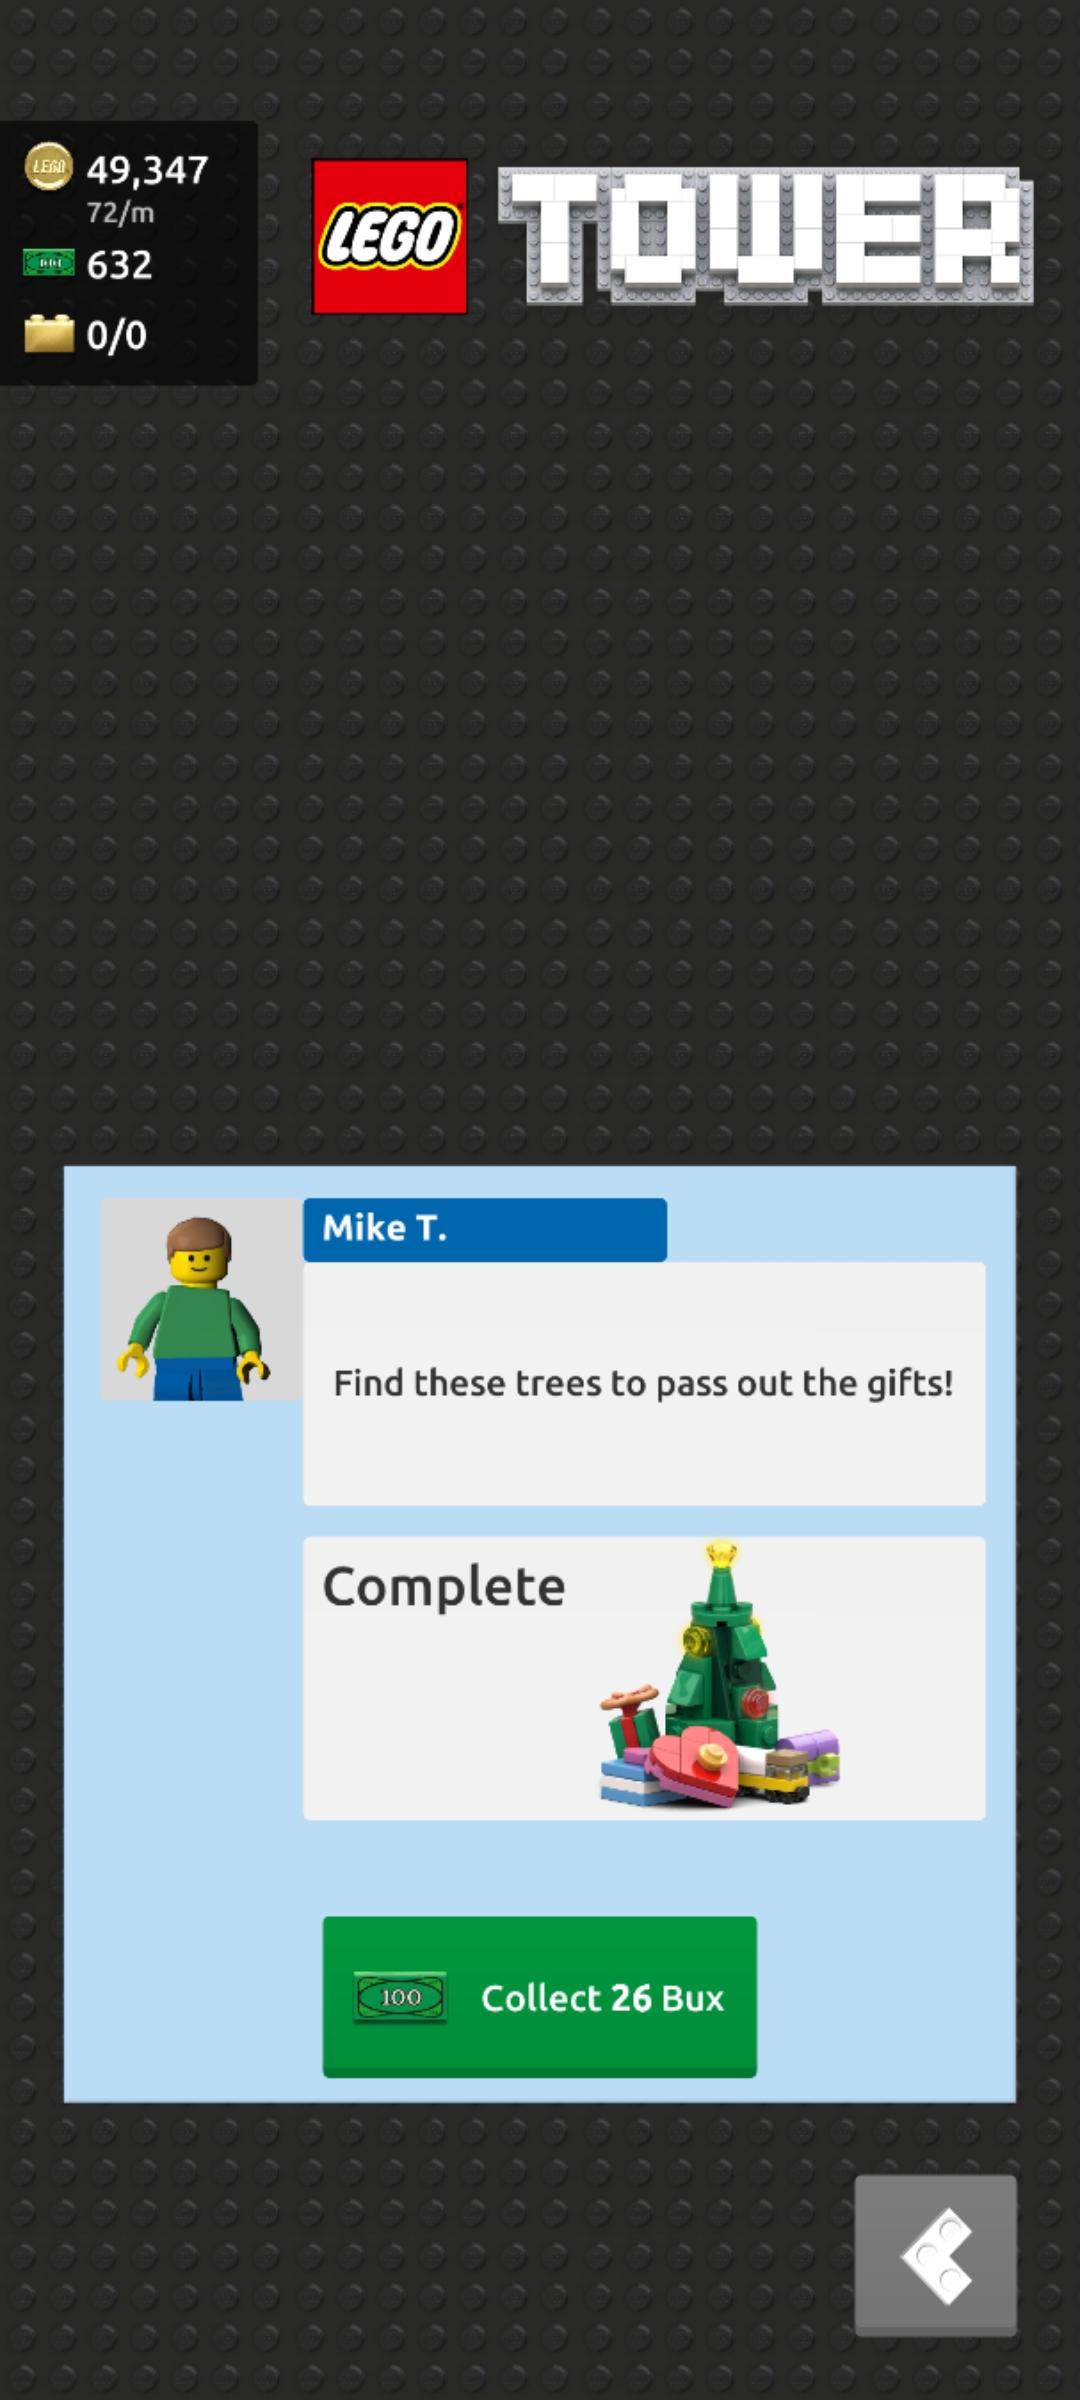 LEGO
49,347
72/m
632
0/0
LEGO
TOWER
Mike T.
Find these trees to pass out the gifts!
Complete
100
Collect 26 Bux